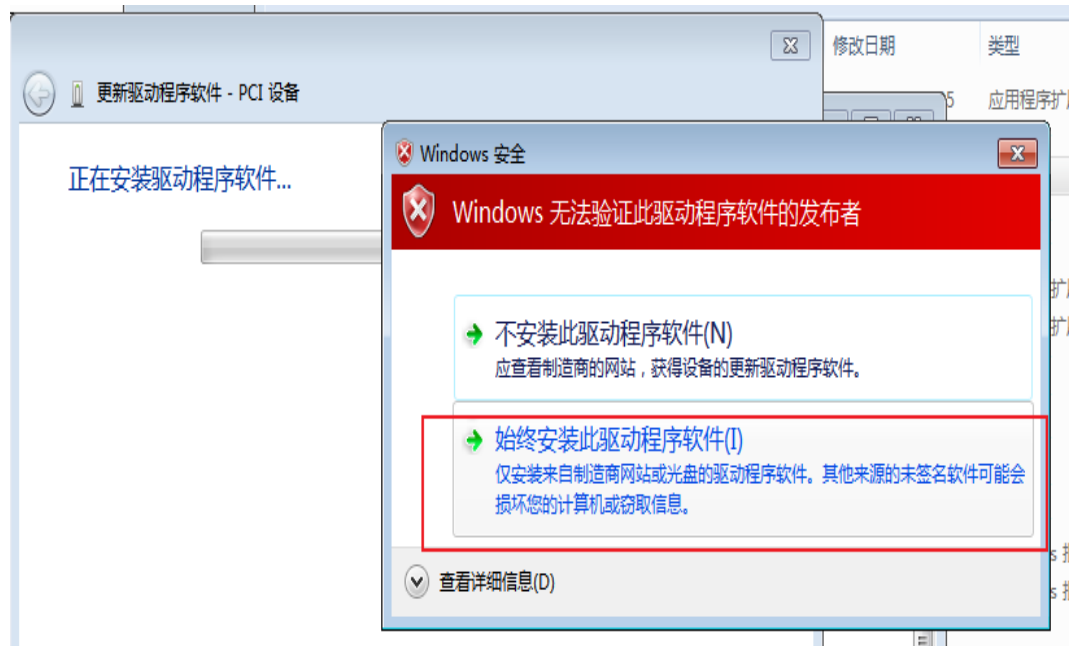 修改日期
类型
更新驱动程序软件 - PCI 设备
5
应用程序扩
Windows 安全
正在安装驱动程序软件...
Windows 无法验证此驱动程序软件的发布者
扩
不安装此驱动程序软件(N)
扩
应查看制造商的网站，获得设备的更新驱动程序软件。
始终安装此驱动程序软件(I)
仅安装来自制造商网站或光盘的驱动程序软件。其他来源的未签名软件可能会
损坏您的计算机或窃取信息。
s
查看详细信息(D)
s